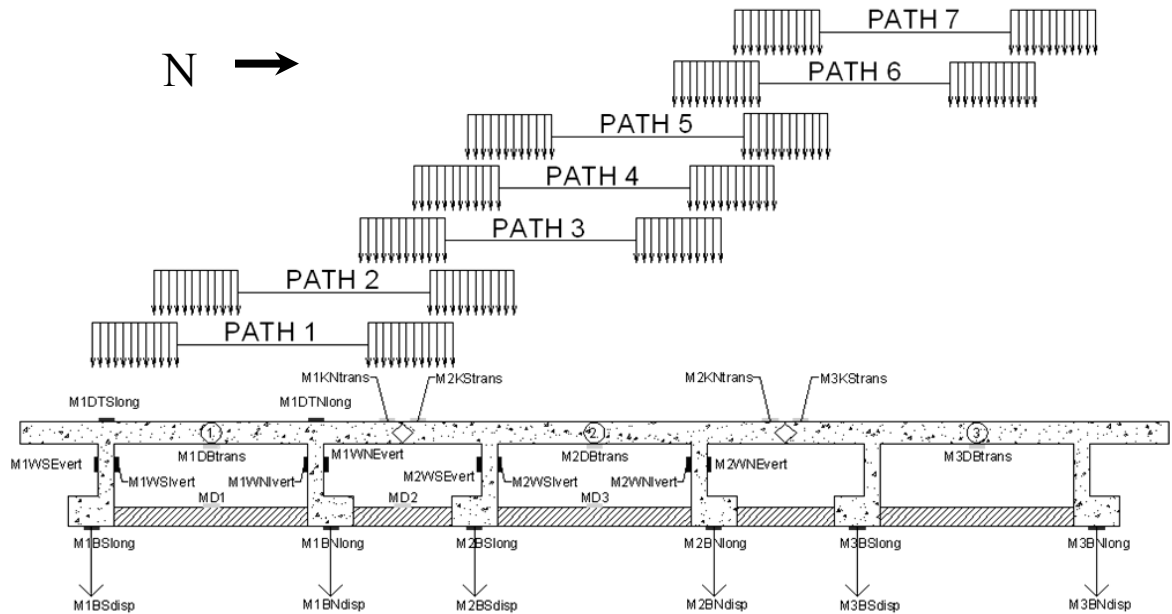 PATH 7
N
PATH 6
PATH 5
PATH 4
PATH 3
PATH 2
PATH 1
M1KNtrans M2KStrans M2KNtrans M3KStrans
M1DTSlong M1DTNlong
1 2 3
M1WSEvert M1DBtrans M1WNEvert M2DBtrans M2WNEvert M3DBtrans
M1WSIvert M1WNIvert M2WSEvert M2WSIvert M2WNIvert
MD1 MD2 MD3
M1BSlong M1BNlong M2BSlong M2BNlong M3BSlong M3BNlong
M1BSdisp M1BNdisp M2BSdisp M2BNdisp M3BSdisp M3BNdisp